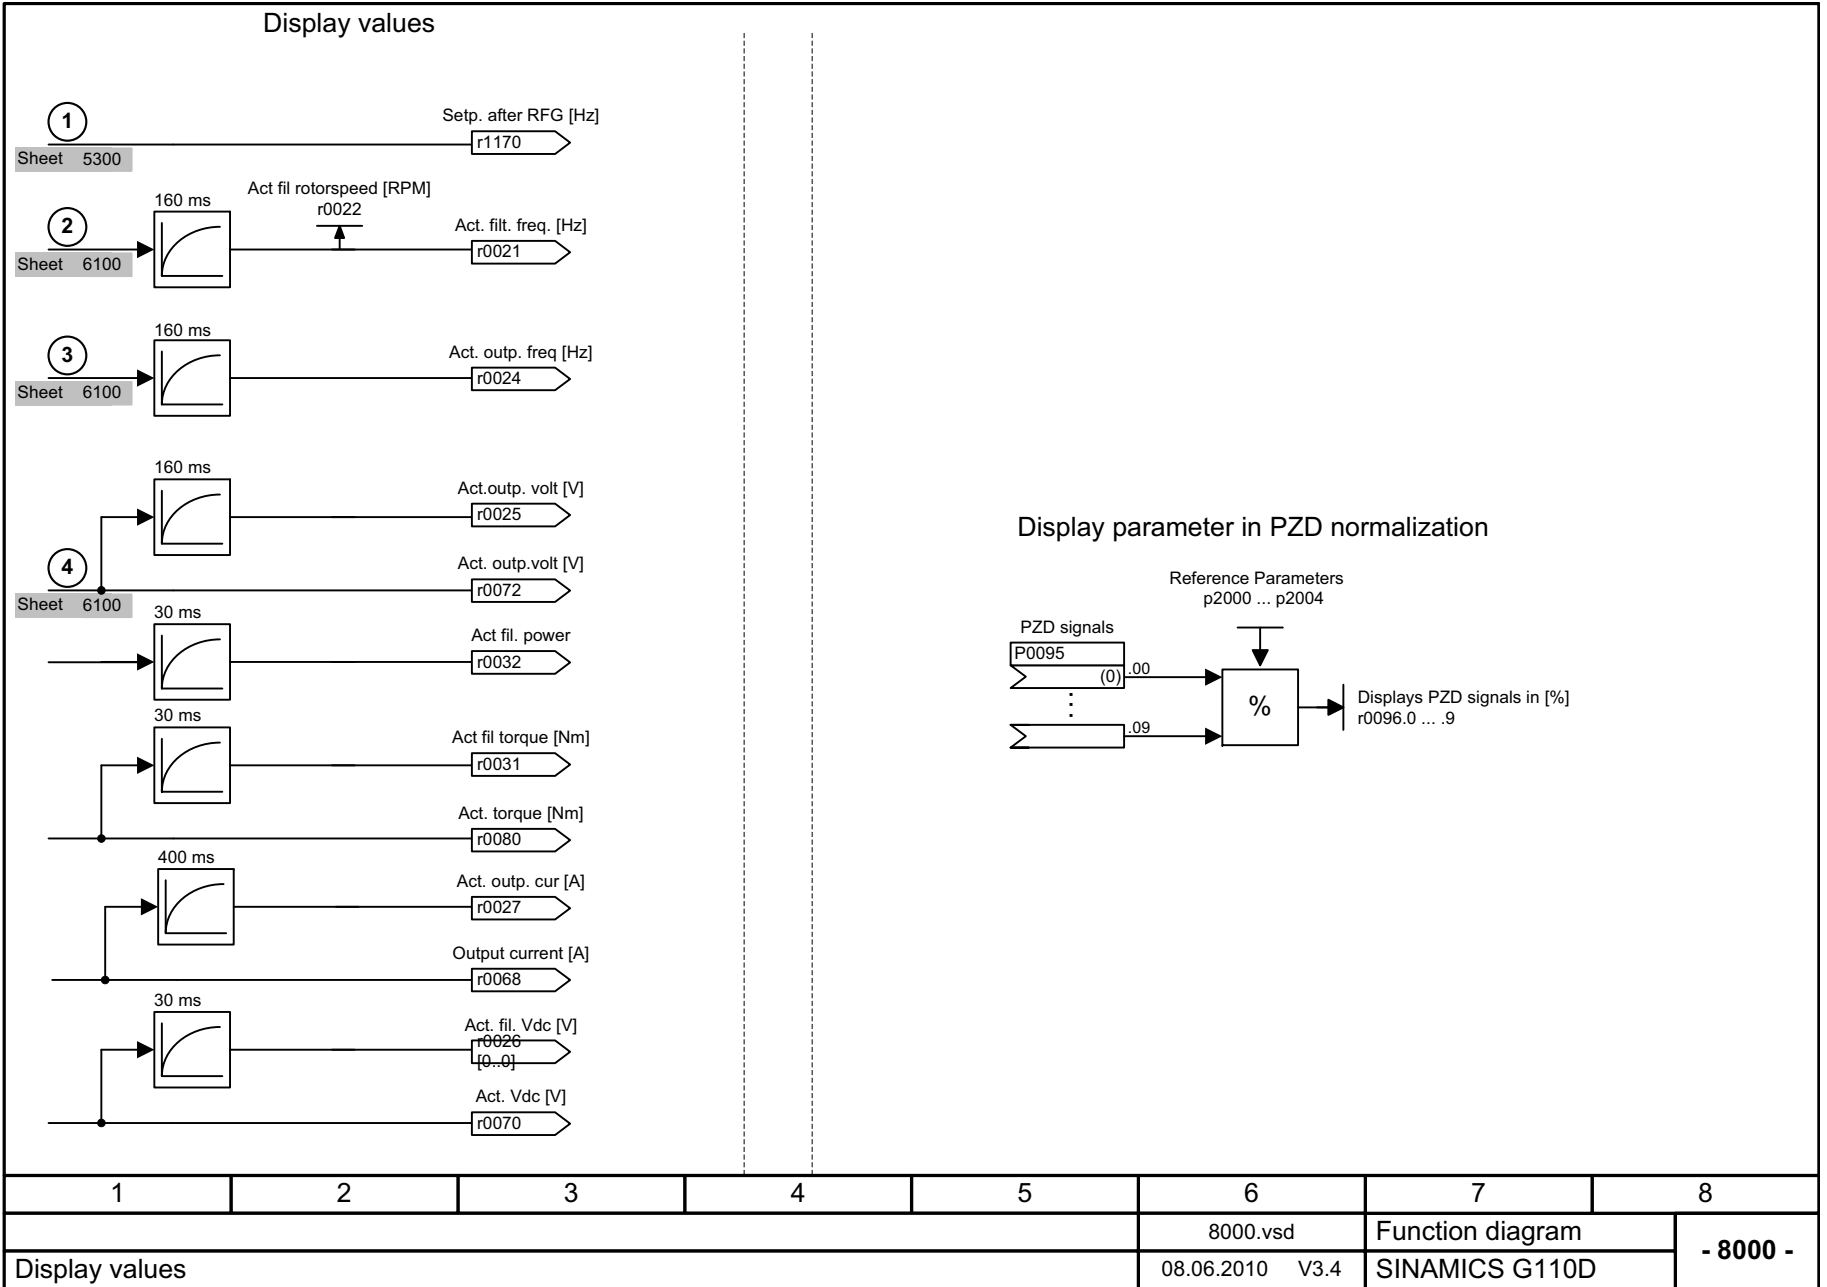 Display values
1
Setp. after RFG [Hz]
r1170
Sheet 5300
2
160 ms
Act fil rotorspeed [RPM]
r0022
Act. filt. freq. [Hz]
r0021
Sheet 6100
3
160 ms
Act. outp. freq [Hz]
r0024
Sheet 6100
160 ms
Act.outp. volt [V]
r0025
4
Act. outp.volt [V]
r0072
Sheet 6100
30 ms
Act fil. power
r0032
30 ms
Act fil torque [Nm]
r0031
Act. torque [Nm]
r0080
400 ms
Act. outp. cur [A]
r0027
Output current [A]
r0068
30 ms
Act. fil. Vdc [V]
r0026
[0..0]
Act. Vdc [V]
r0070
Display parameter in PZD normalization
Reference Parameters
p2000 ... p2004
PZD signals
P0095
(0) .00
%
.09
Displays PZD signals in [%]
r0096.0 ... .9
1 2 3 4 5 6 7 8
8000.vsd Function diagram
- 8000 -
Display values 08.06.2010 V3.4 SINAMICS G110D